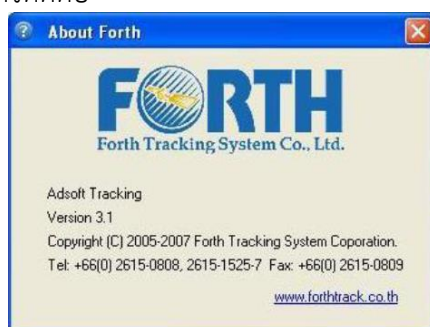 About Forth
FORTH
Forth Tracking System Co., Ltd.
Adsoft Tracking
Version 3.1
Copyright (C) 2005-2007 Forth Tracking System Coporation.
Tel: +66(0) 2615-0808, 2615-1525-7 Fax: +66(0) 2615-0809
www.forthtrack.co.th